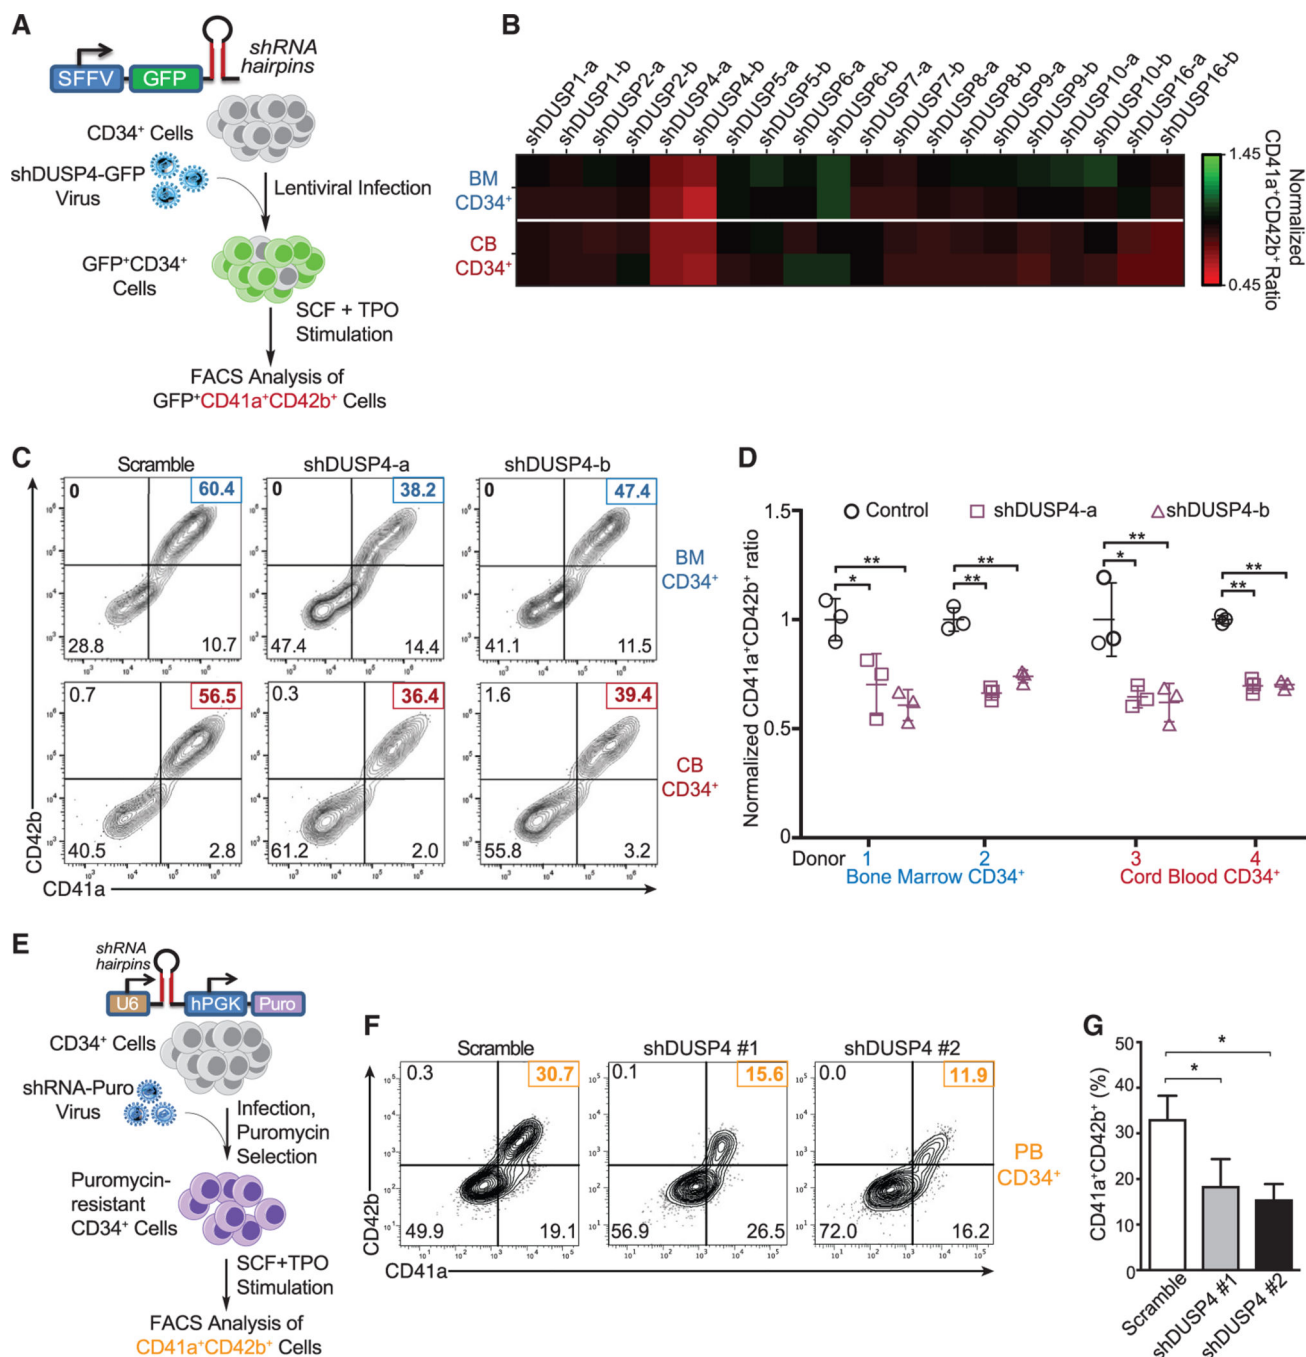 A
SFFV
GFP
shRNA
hairpins
CD34⁺ Cells
shDUSP4-GFP
Virus
Lentiviral Infection
GFP⁺CD34⁺
Cells
SCF + TPO
Stimulation
FACS Analysis of
GFP⁺CD41a⁺CD42b⁺ Cells
B
shDUSP1-a
shDUSP1-b
shDUSP2-a
shDUSP2-b
shDUSP4-a
shDUSP4-b
shDUSP5-a
shDUSP5-b
shDUSP6-a
shDUSP6-b
shDUSP7-a
shDUSP7-b
shDUSP8-a
shDUSP8-b
shDUSP9-a
shDUSP9-b
shDUSP10-a
shDUSP10-b
shDUSP16-a
shDUSP16-b
BM
CD34⁺
CB
CD34⁺
1.45
0.45
Normalized
CD41a⁺CD42b⁺ Ratio
C
Scramble
shDUSP4-a
shDUSP4-b
0
60.4
28.8
10.7
0
38.2
47.4
14.4
0
47.4
41.1
11.5
BM
CD34⁺
0.7
56.5
40.5
2.8
0.3
36.4
61.2
2.0
1.6
39.4
55.8
3.2
CB
CD34⁺
CD42b
CD41a
D
Normalized CD41a⁺CD42b⁺ ratio
1.5
1
0.5
0
Control
shDUSP4-a
shDUSP4-b
*
**
**
**
*
**
**
**
Donor
1
2
3
4
Bone Marrow CD34⁺
Cord Blood CD34⁺
E
shRNA
hairpins
U6
hPGK
Puro
CD34⁺ Cells
shRNA-Puro
Virus
Infection,
Puromycin
Selection
Puromycin-
resistant
CD34⁺ Cells
SCF+TPO
Stimulation
FACS Analysis of
CD41a⁺CD42b⁺ Cells
F
Scramble
shDUSP4 #1
shDUSP4 #2
0.3
30.7
49.9
19.1
0.1
15.6
56.9
26.5
0.0
11.9
72.0
16.2
PB
CD34⁺
CD42b
CD41a
G
CD41a⁺CD42b⁺ (%)
50
40
30
20
10
0
*
*
Scramble
shDUSP4 #1
shDUSP4 #2